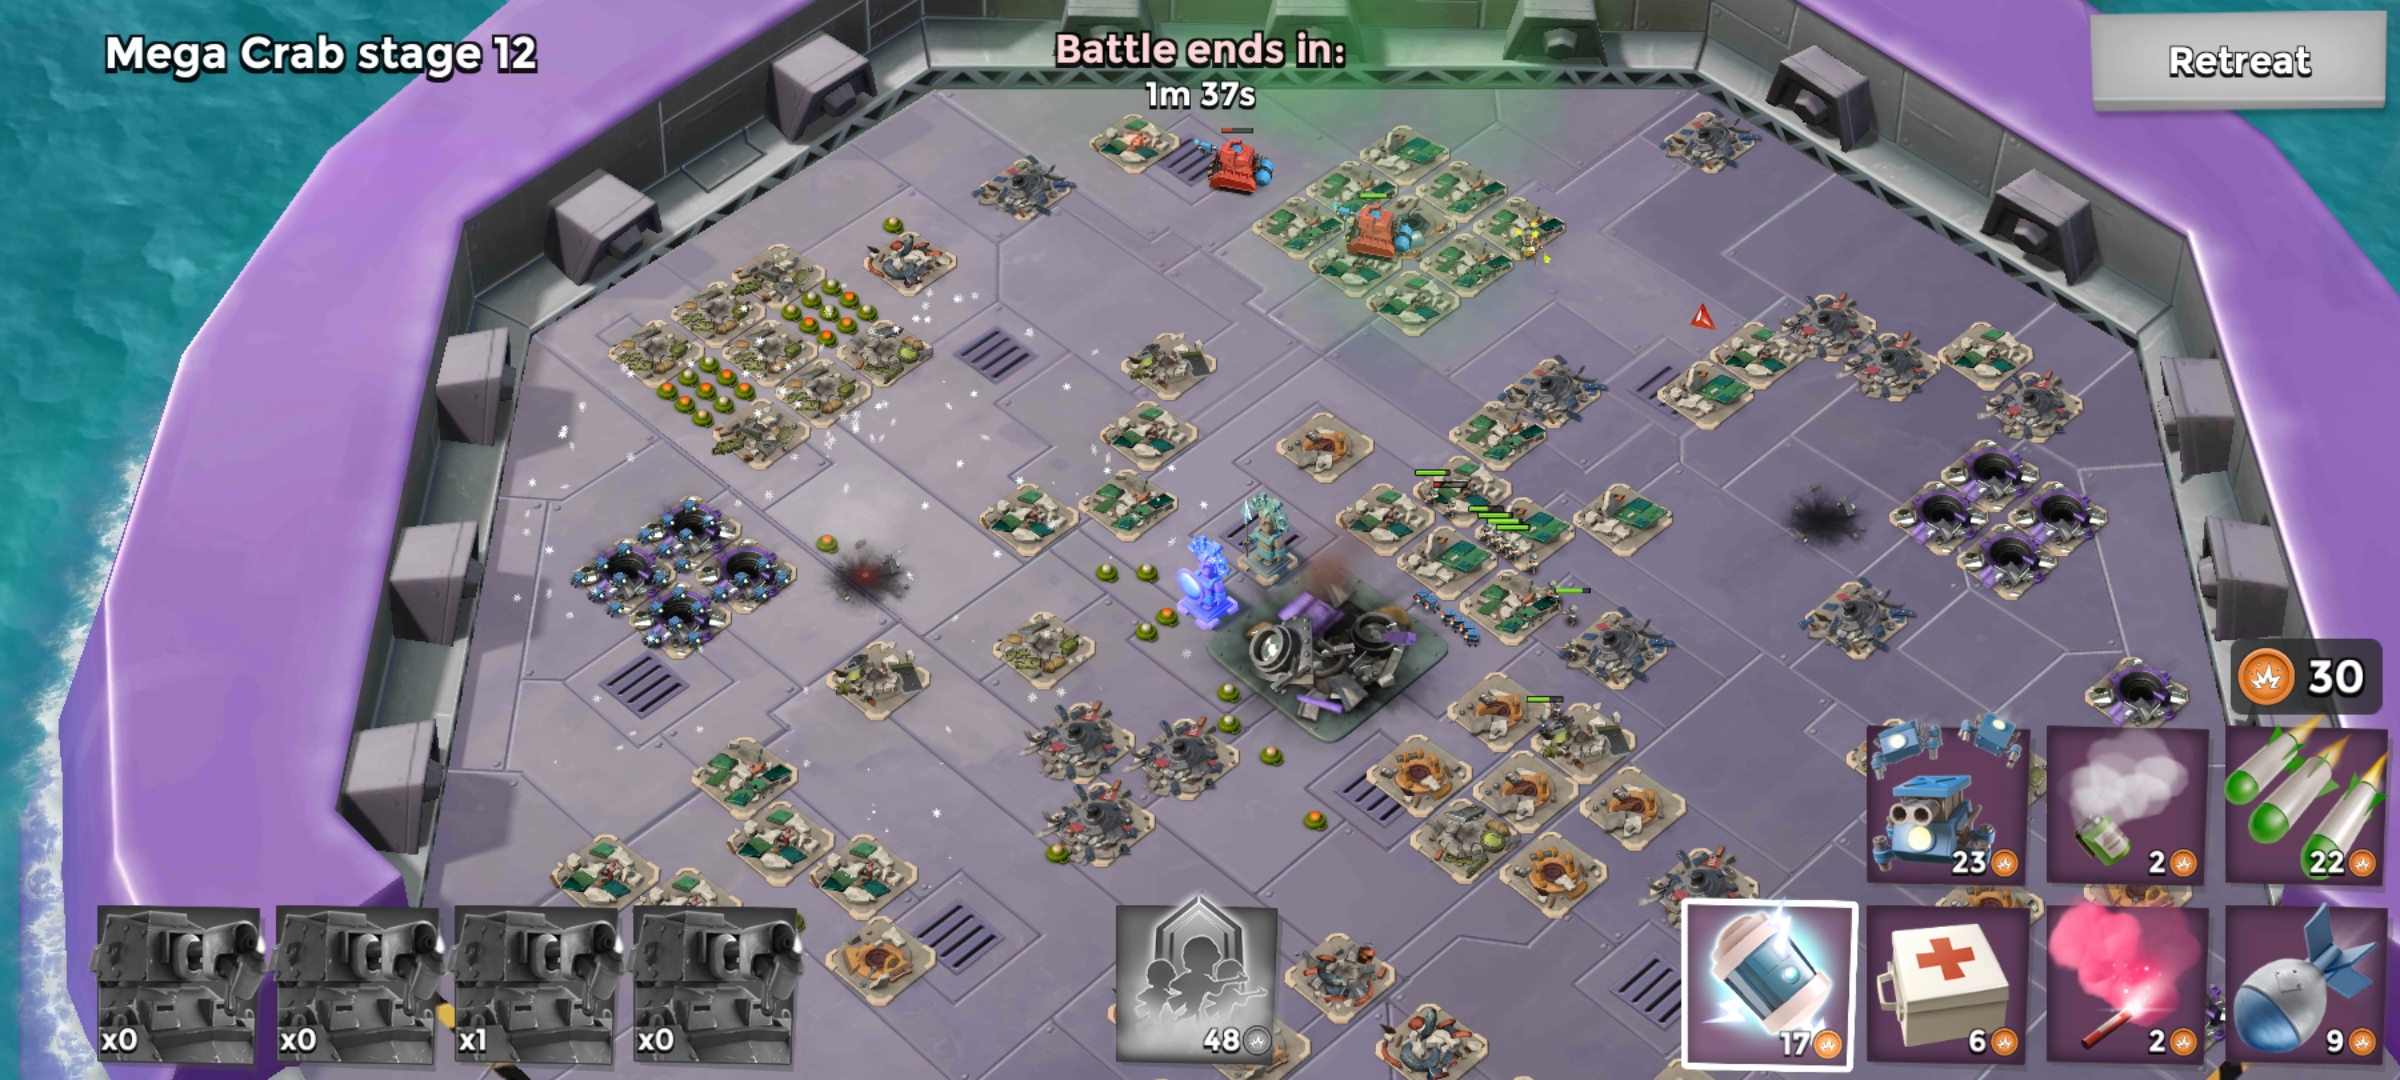 Mega Crab stage 12
Battle ends in:
1m 37s
Retreat
30
23
2
22
x0
x0
x1
x0
48
17
6
2
9